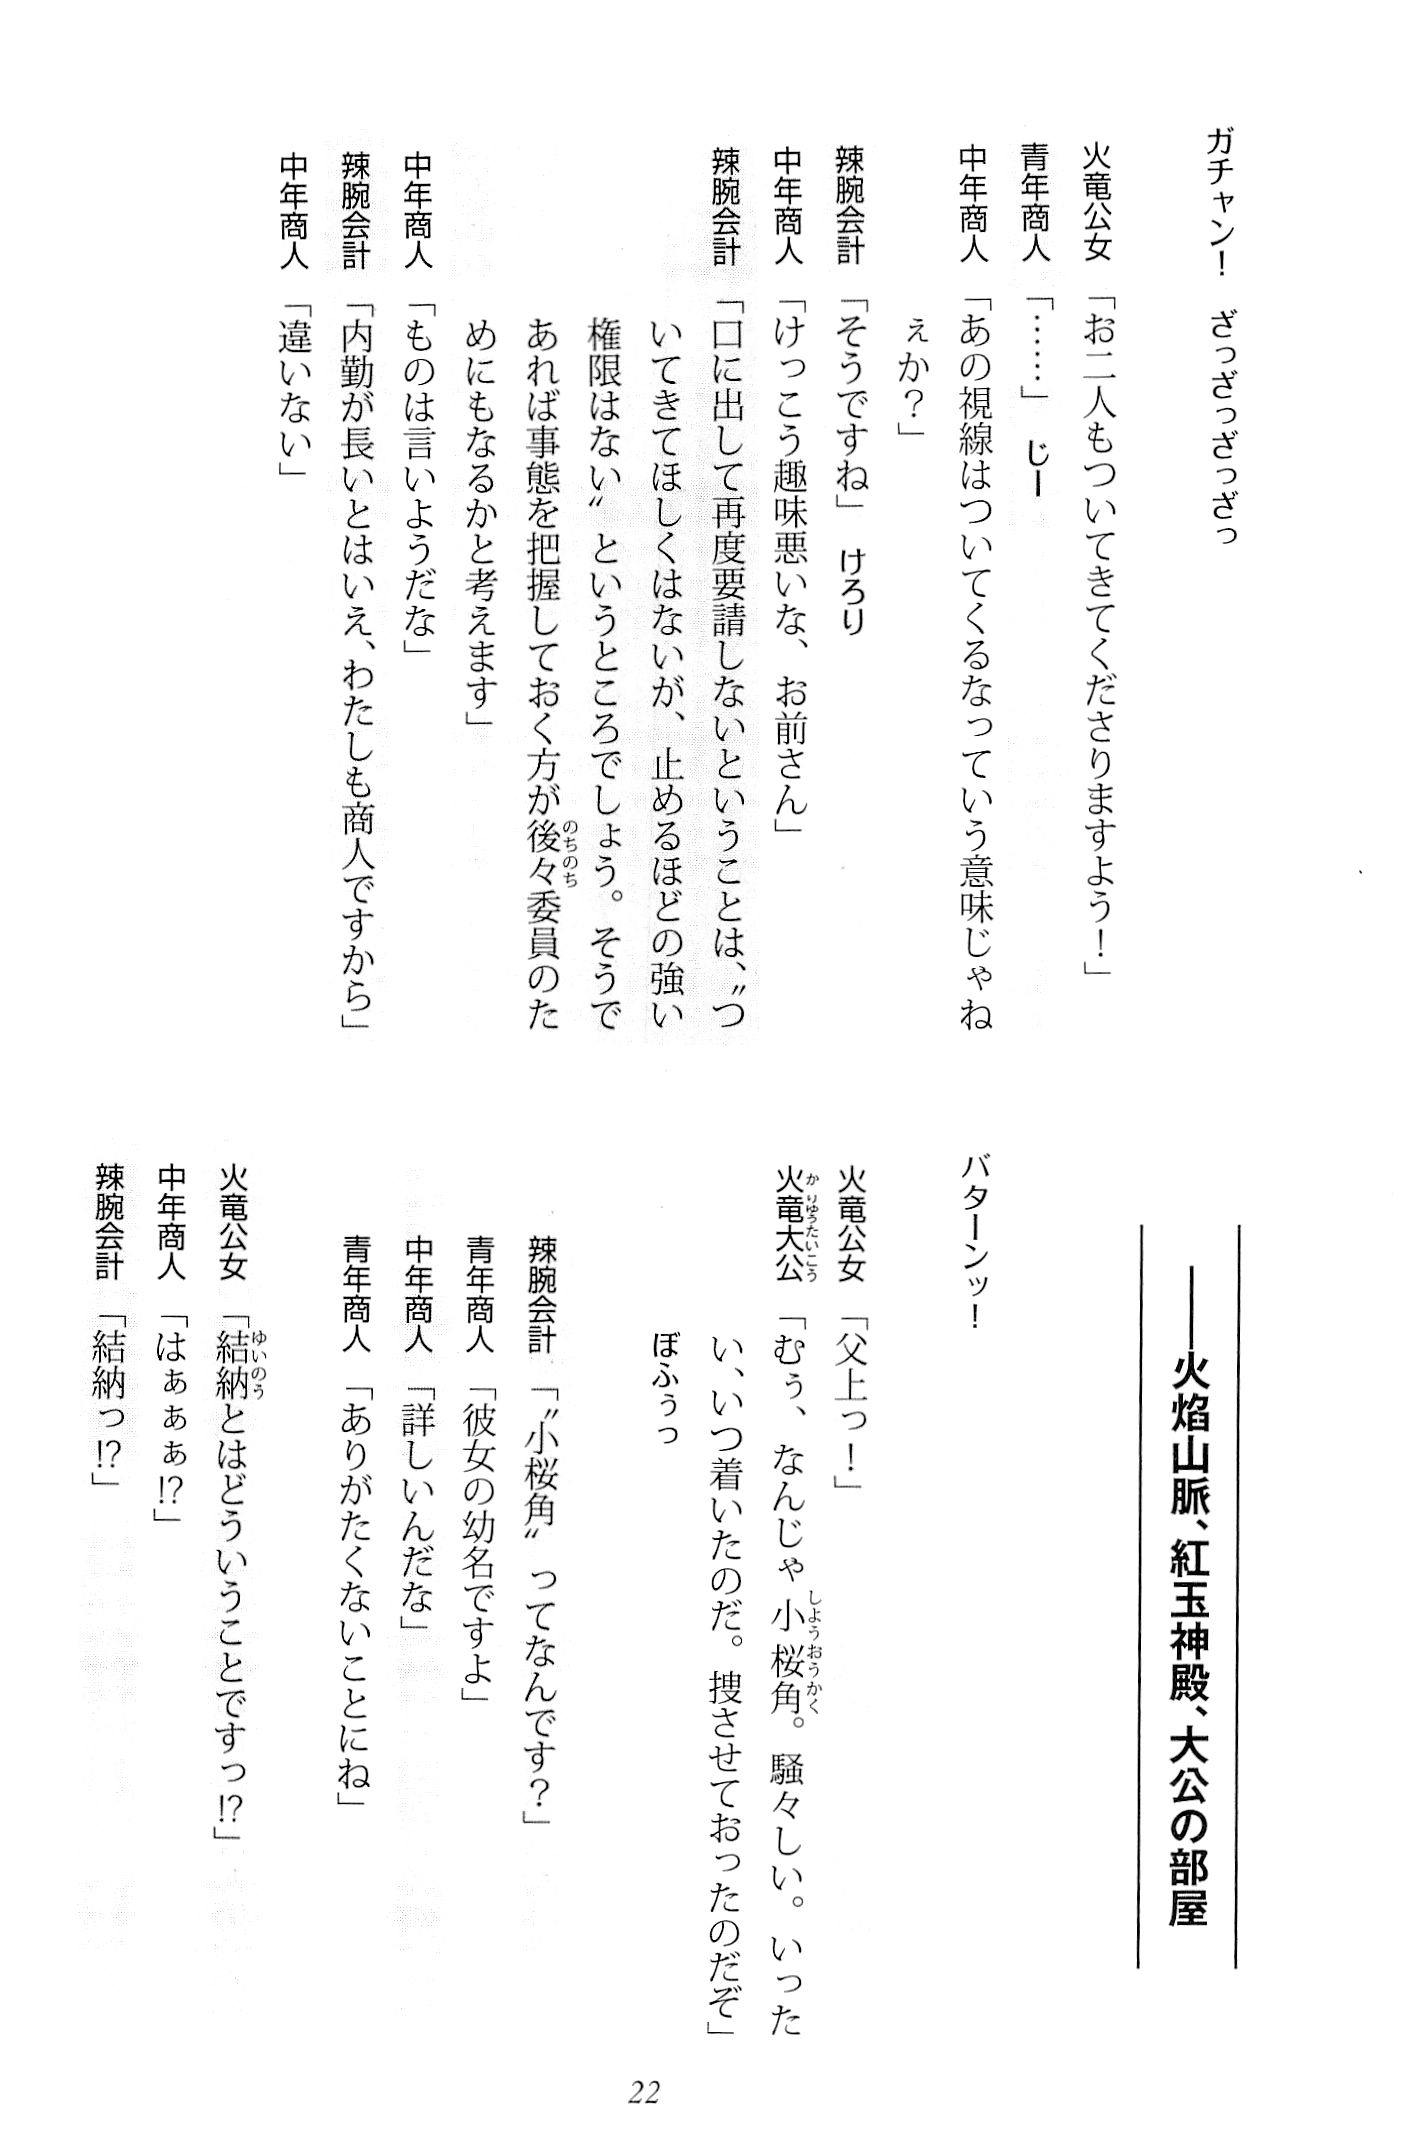 ガチャン!　ざっざっざっざっ
火竜公女「お二人もついてきてくださりますよう!」
青年商人「……」じー
中年商人「あの視線はついてくるなっていう意味じゃね
ぇか?」
辣腕会計「そうですね」けろり
中年商人「けっこう趣味悪いな、お前さん」
辣腕会計「口に出して再度要請しないということは、〝つ
いてきてほしくはないが、止めるほどの強い
権限はない〟というところでしょう。そうで
あれば事態を把握しておく方が後々委員のた
めにもなるかと考えます」
中年商人「ものは言いようだな」
辣腕会計「内勤が長いとはいえ、わたしも商人ですから」
中年商人「違いない」
――火焰山脈、紅玉神殿、大公の部屋
バターンッ!
火竜公女「父上っ!」
火竜大公「むぅ、なんじゃ小桜角。騒々しい。いった
い、いつ着いたのだ。捜させておったのだぞ」
ぼふぅっ
辣腕会計「〝小桜角〟ってなんです?」
青年商人「彼女の幼名ですよ」
中年商人「詳しいんだな」
青年商人「ありがたくないことにね」
火竜公女「結納とはどういうことですっ!?」
中年商人「はぁぁぁ!?」
辣腕会計「結納っ!?」
22